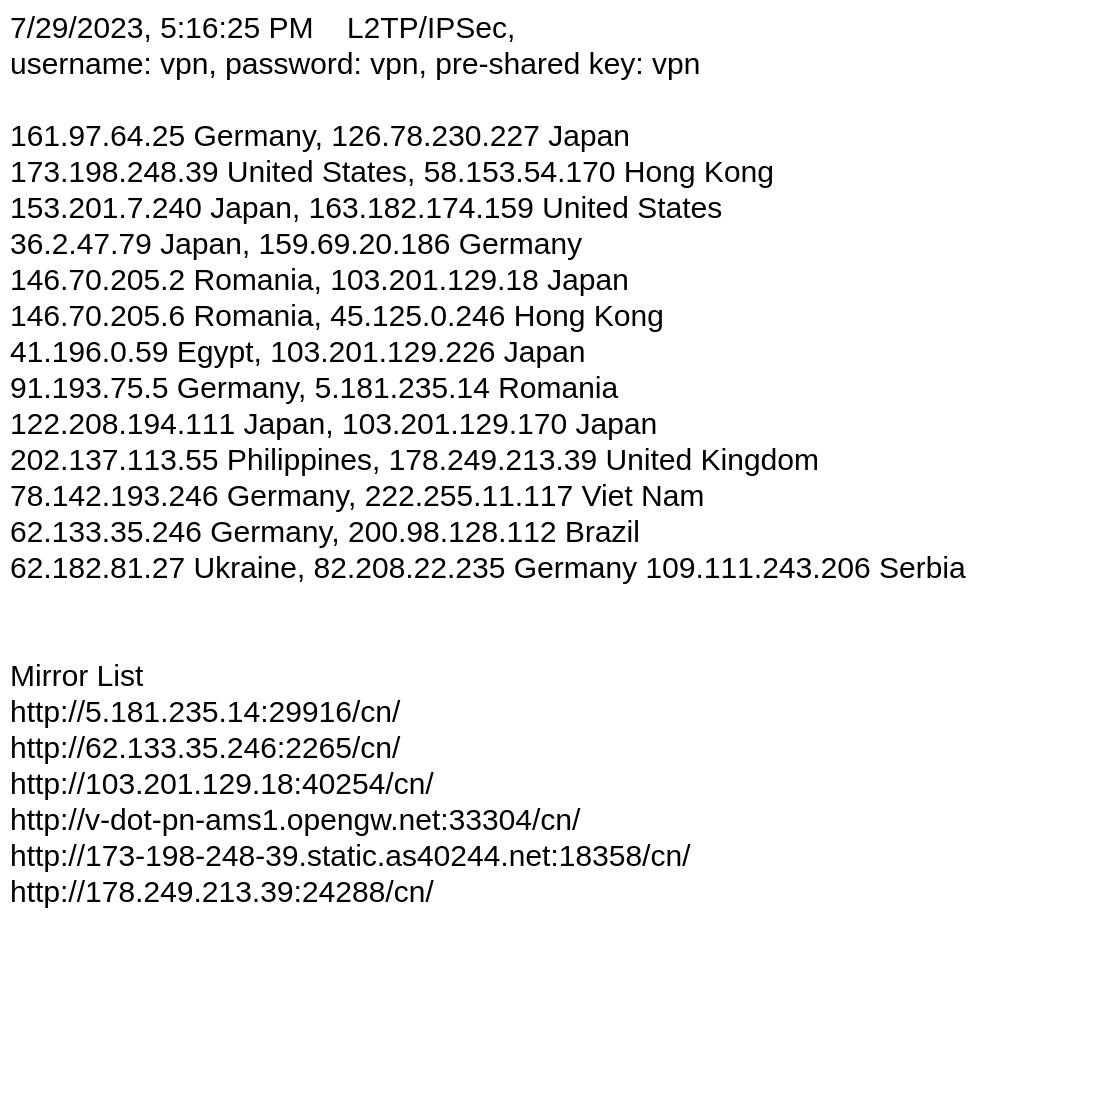 7/29/2023, 5:16:25 PM    L2TP/IPSec,
username: vpn, password: vpn, pre-shared key: vpn
161.97.64.25 Germany, 126.78.230.227 Japan
173.198.248.39 United States, 58.153.54.170 Hong Kong
153.201.7.240 Japan, 163.182.174.159 United States
36.2.47.79 Japan, 159.69.20.186 Germany
146.70.205.2 Romania, 103.201.129.18 Japan
146.70.205.6 Romania, 45.125.0.246 Hong Kong
41.196.0.59 Egypt, 103.201.129.226 Japan
91.193.75.5 Germany, 5.181.235.14 Romania
122.208.194.111 Japan, 103.201.129.170 Japan
202.137.113.55 Philippines, 178.249.213.39 United Kingdom
78.142.193.246 Germany, 222.255.11.117 Viet Nam
62.133.35.246 Germany, 200.98.128.112 Brazil
62.182.81.27 Ukraine, 82.208.22.235 Germany 109.111.243.206 Serbia
Mirror List
http://5.181.235.14:29916/cn/
http://62.133.35.246:2265/cn/
http://103.201.129.18:40254/cn/
http://v-dot-pn-ams1.opengw.net:33304/cn/
http://173-198-248-39.static.as40244.net:18358/cn/
http://178.249.213.39:24288/cn/